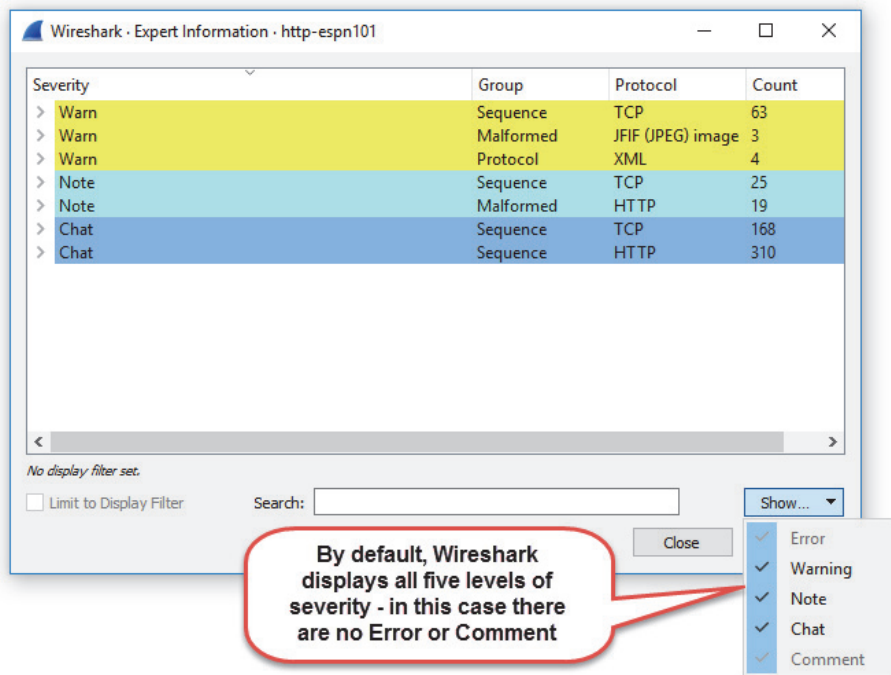 Wireshark · Expert Information · http-espn101
Severity Group Protocol Count
Warn Sequence TCP 63
Warn Malformed JFIF (JPEG) image 3
Warn Protocol XML 4
Note Sequence TCP 25
Note Malformed HTTP 19
Chat Sequence TCP 168
Chat Sequence HTTP 310
No display filter set.
Limit to Display Filter Search: Show...
Close
Error
Warning
Note
Chat
Comment
By default, Wireshark
displays all five levels of
severity - in this case there
are no Error or Comment